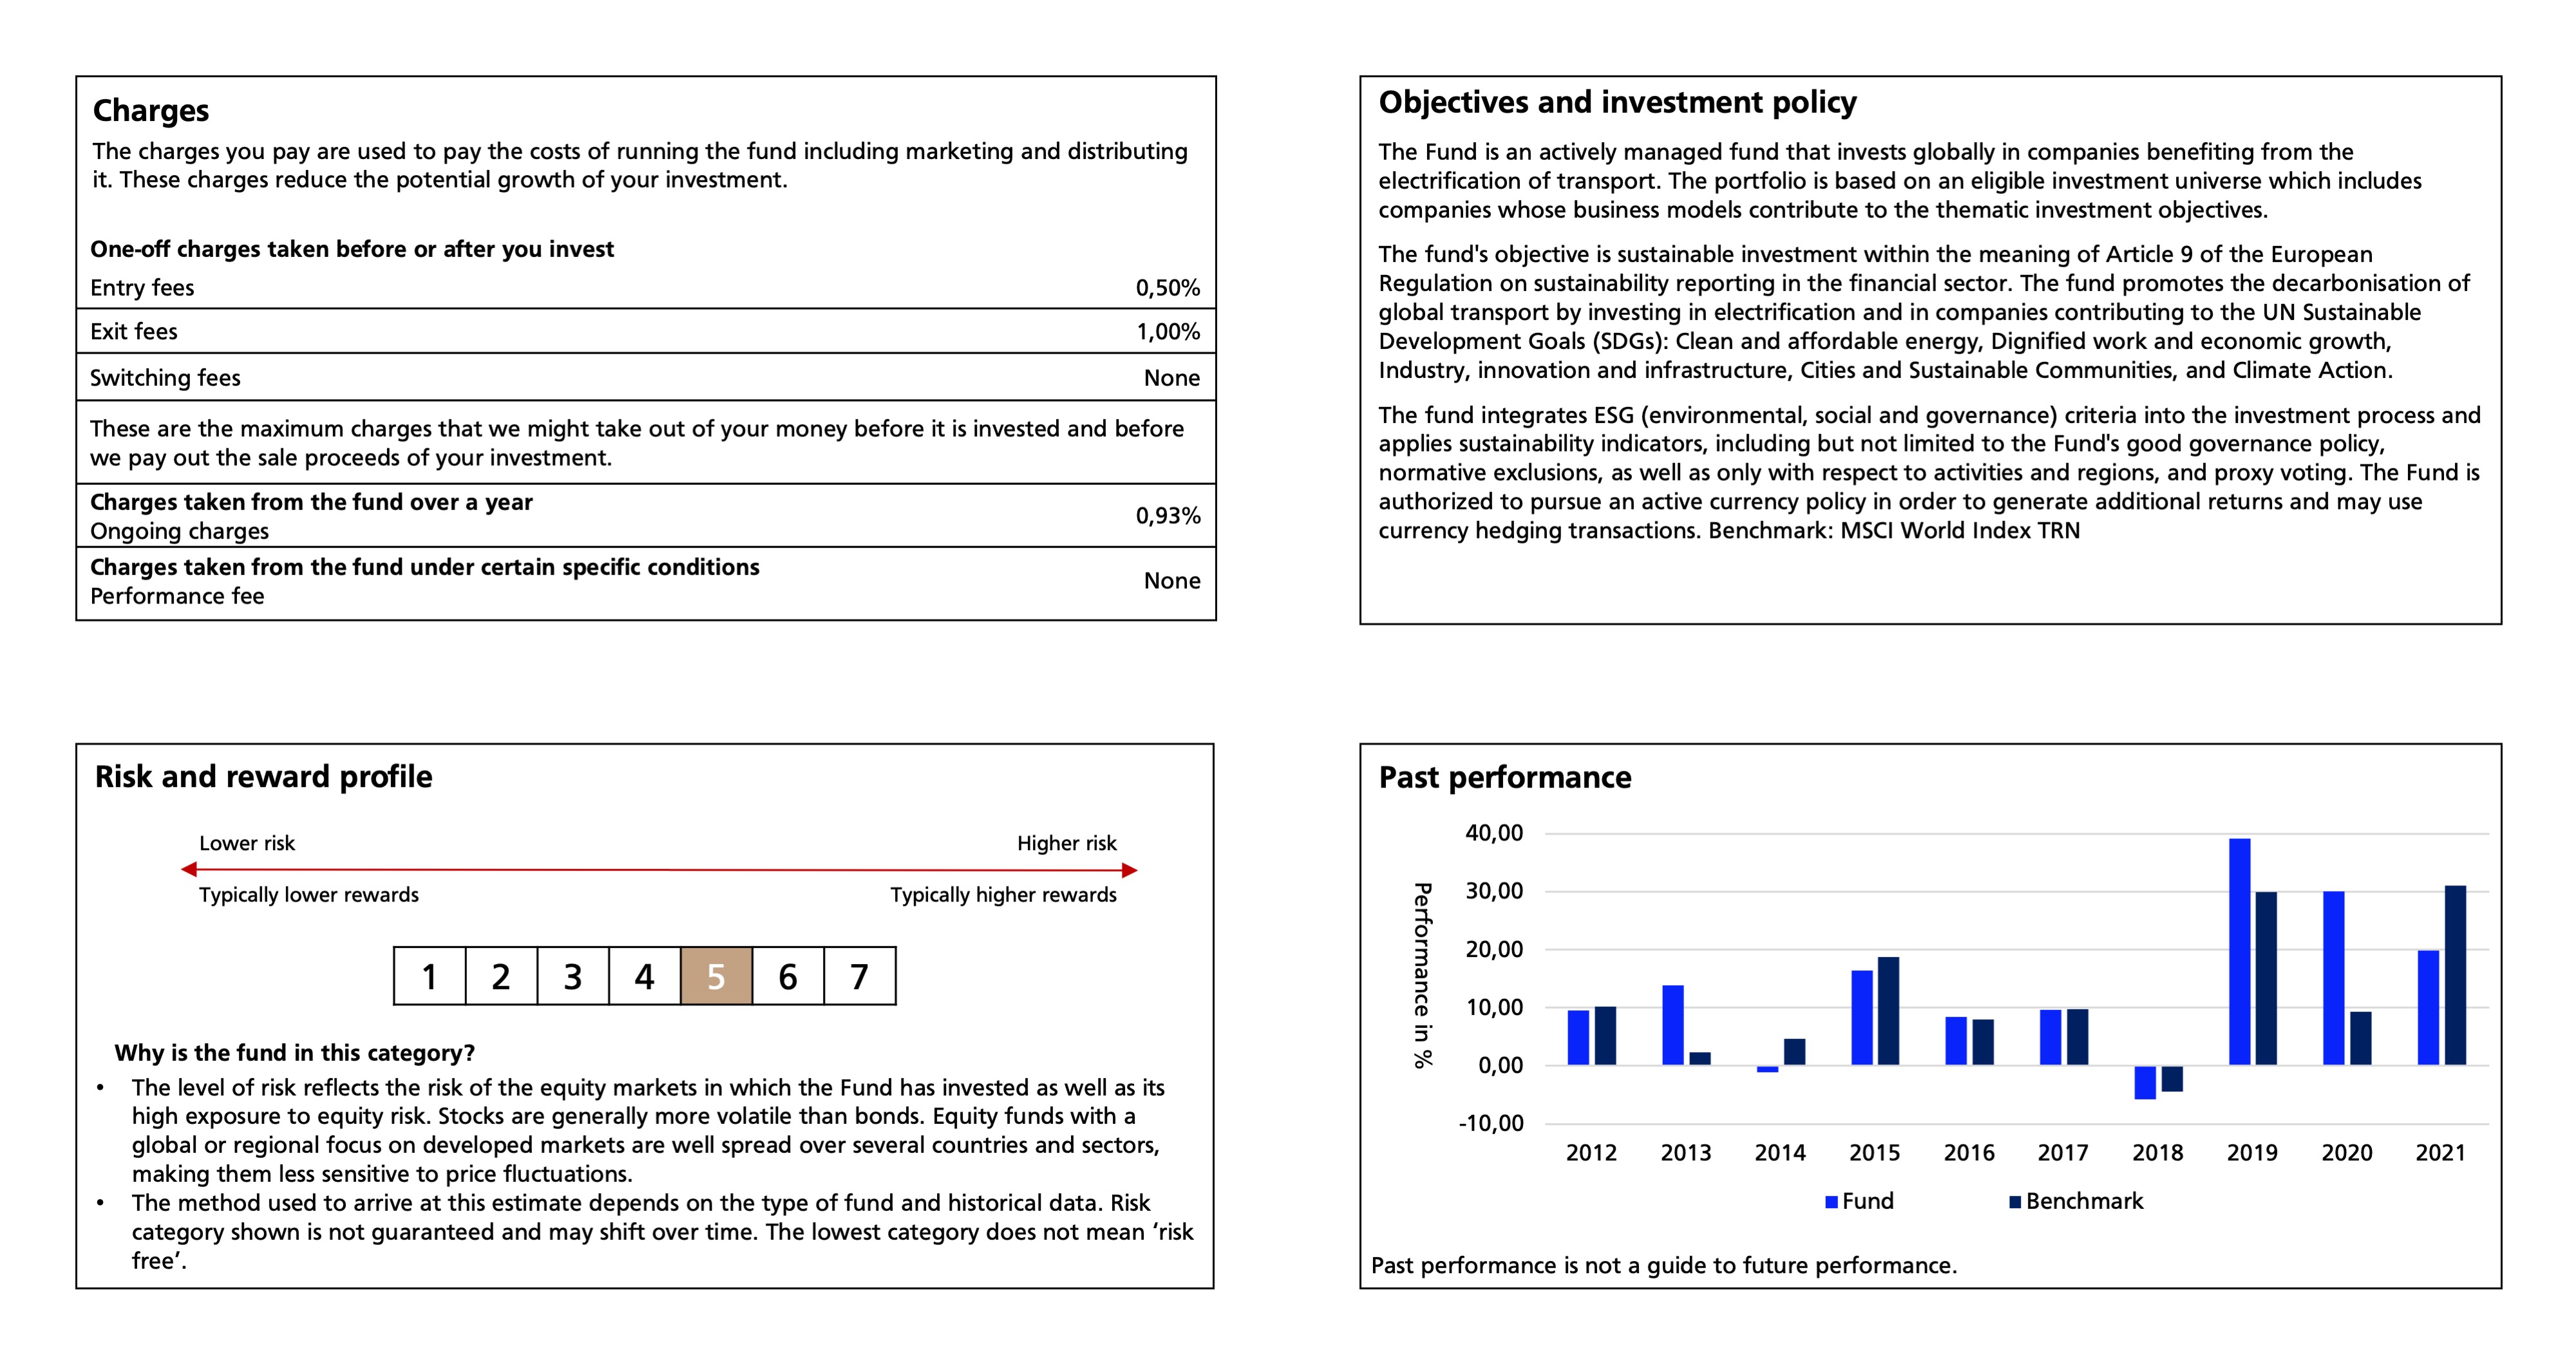 Charges
The charges you pay are used to pay the costs of running the fund including marketing and distributing
it. These charges reduce the potential growth of your investment.
One-off charges taken before or after you invest
Entry fees 0,50%
Exit fees 1,00%
Switching fees None
These are the maximum charges that we might take out of your money before it is invested and before
we pay out the sale proceeds of your investment.
Charges taken from the fund over a year
Ongoing charges 0,93%
Charges taken from the fund under certain specific conditions
Performance fee None
Objectives and investment policy
The Fund is an actively managed fund that invests globally in companies benefiting from the
electrification of transport. The portfolio is based on an eligible investment universe which includes
companies whose business models contribute to the thematic investment objectives.
The fund's objective is sustainable investment within the meaning of Article 9 of the European
Regulation on sustainability reporting in the financial sector. The fund promotes the decarbonisation of
global transport by investing in electrification and in companies contributing to the UN Sustainable
Development Goals (SDGs): Clean and affordable energy, Dignified work and economic growth,
Industry, innovation and infrastructure, Cities and Sustainable Communities, and Climate Action.
The fund integrates ESG (environmental, social and governance) criteria into the investment process and
applies sustainability indicators, including but not limited to the Fund's good governance policy,
normative exclusions, as well as only with respect to activities and regions, and proxy voting. The Fund is
authorized to pursue an active currency policy in order to generate additional returns and may use
currency hedging transactions. Benchmark: MSCI World Index TRN
Risk and reward profile
Lower risk Higher risk
Typically lower rewards Typically higher rewards
1 2 3 4 5 6 7
Why is the fund in this category?
• The level of risk reflects the risk of the equity markets in which the Fund has invested as well as its
high exposure to equity risk. Stocks are generally more volatile than bonds. Equity funds with a
global or regional focus on developed markets are well spread over several countries and sectors,
making them less sensitive to price fluctuations.
• The method used to arrive at this estimate depends on the type of fund and historical data. Risk
category shown is not guaranteed and may shift over time. The lowest category does not mean ‘risk
free’.
Past performance
Performance in %
40,00
30,00
20,00
10,00
0,00
-10,00
2012 2013 2014 2015 2016 2017 2018 2019 2020 2021
Fund Benchmark
Past performance is not a guide to future performance.